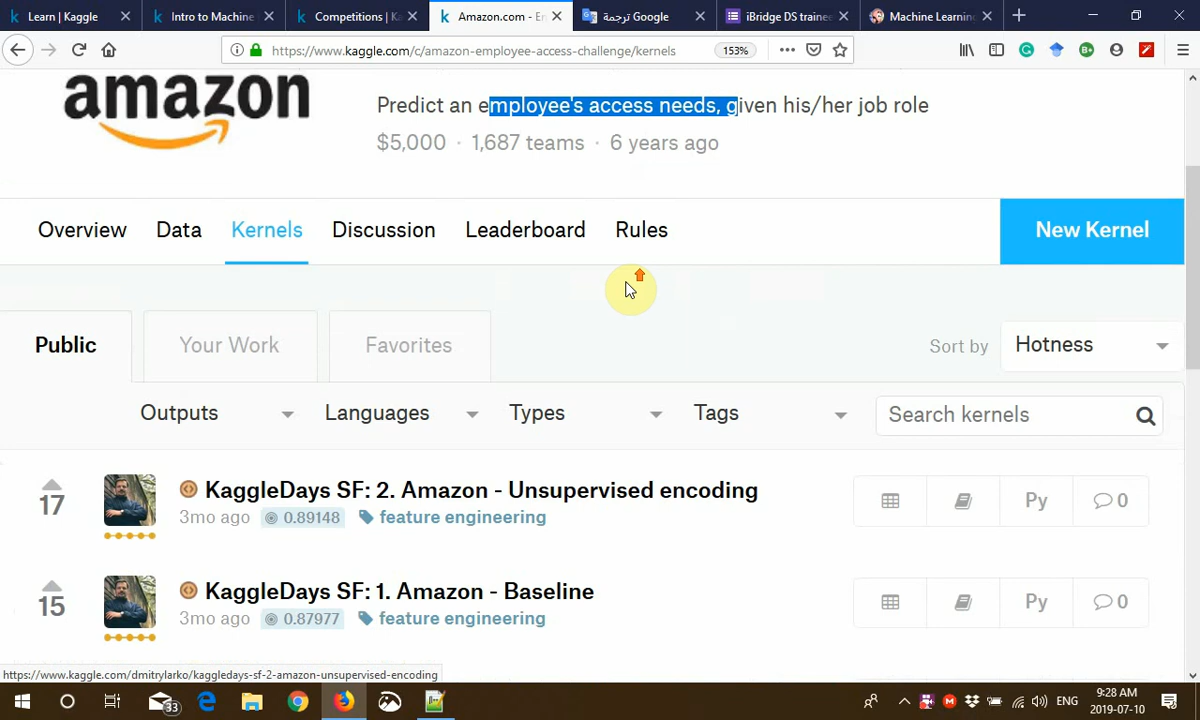 Learn | Kaggle
Intro to Machine
Competitions | Ka
Amazon.com - En
ترجمة Google
iBridge DS trainee
Machine Learning
https://www.kaggle.com/c/amazon-employee-access-challenge/kernels
153%
amazon
Predict an employee's access needs, given his/her job role
$5,000 · 1,687 teams · 6 years ago
Overview
Data
Kernels
Discussion
Leaderboard
Rules
New Kernel
Public
Your Work
Favorites
Sort by
Hotness
Outputs
Languages
Types
Tags
Search kernels
17
KaggleDays SF: 2. Amazon - Unsupervised encoding
3mo ago
0.89148
feature engineering
Py
0
15
KaggleDays SF: 1. Amazon - Baseline
3mo ago
0.87977
feature engineering
Py
0
https://www.kaggle.com/dmitrylarko/kaggledays-sf-2-amazon-unsupervised-encoding
33
ENG
9:28 AM
2019-07-10